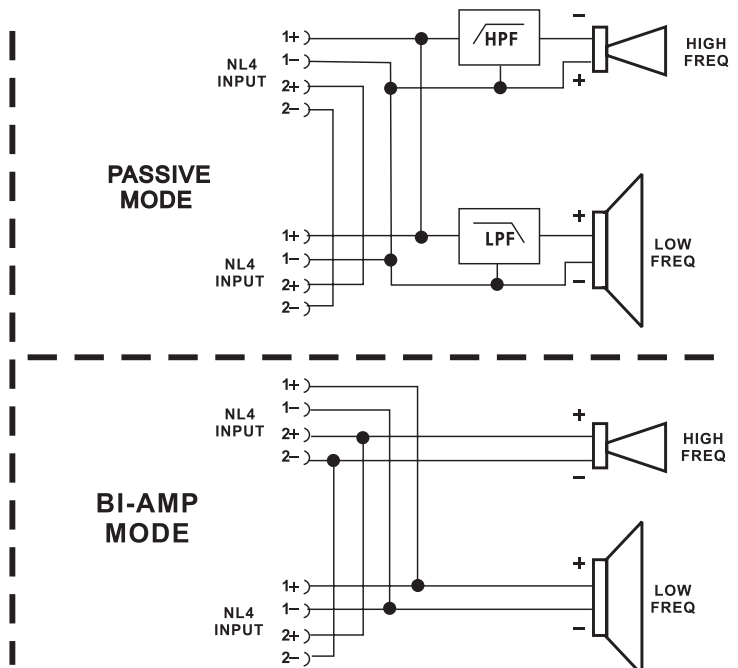 PASSIVE
MODE
NL4
INPUT
1+
1−
2+
2−
HPF
−
+
HIGH
FREQ
NL4
INPUT
1+
1−
2+
2−
LPF
+
−
LOW
FREQ
BI-AMP
MODE
NL4
INPUT
1+
1−
2+
2−
+
−
HIGH
FREQ
NL4
INPUT
1+
1−
2+
2−
+
−
LOW
FREQ